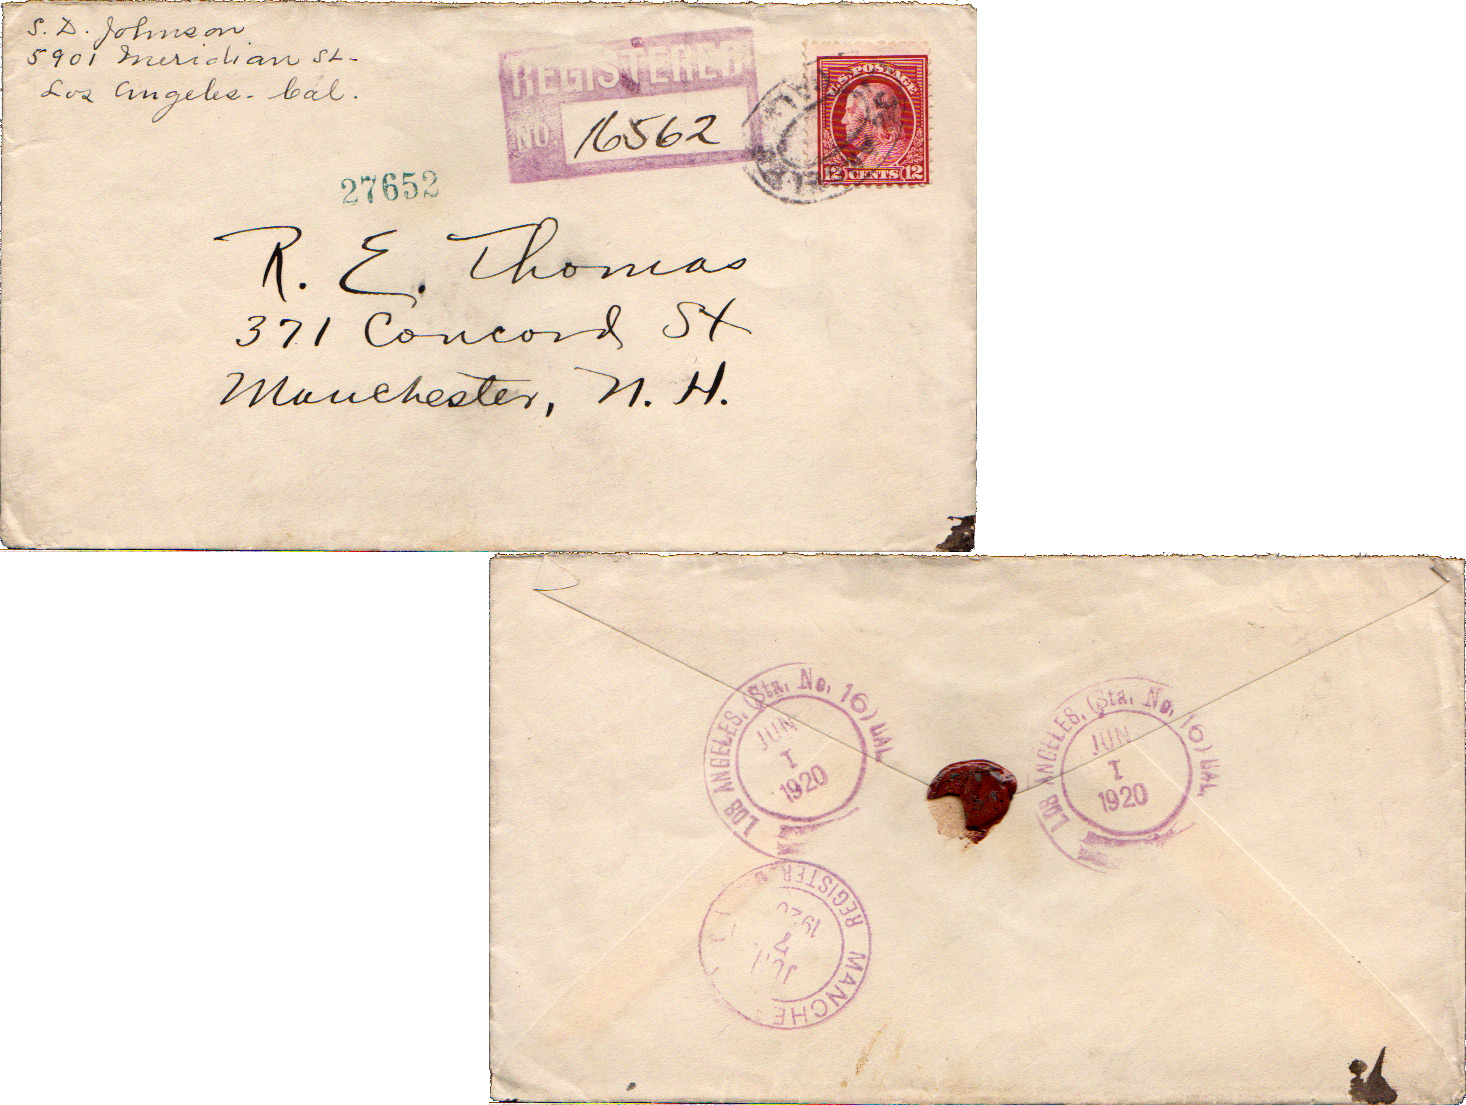 S. D. Johnson
5901 Meridian St-
Los Angeles- Cal.
REGISTERED
NO. 16562
U.S. POSTAGE
12 CENTS 12
27652
R. E. Thomas
371 Concord St
Manchester, N. H.
LOS ANGELES, (Sta. No. 16) CAL
JUN
1
1920
LOS ANGELES, (Sta. No. 16) CAL
JUN
1
1920
REGISTERED
MANCHE
JUN
7
1920